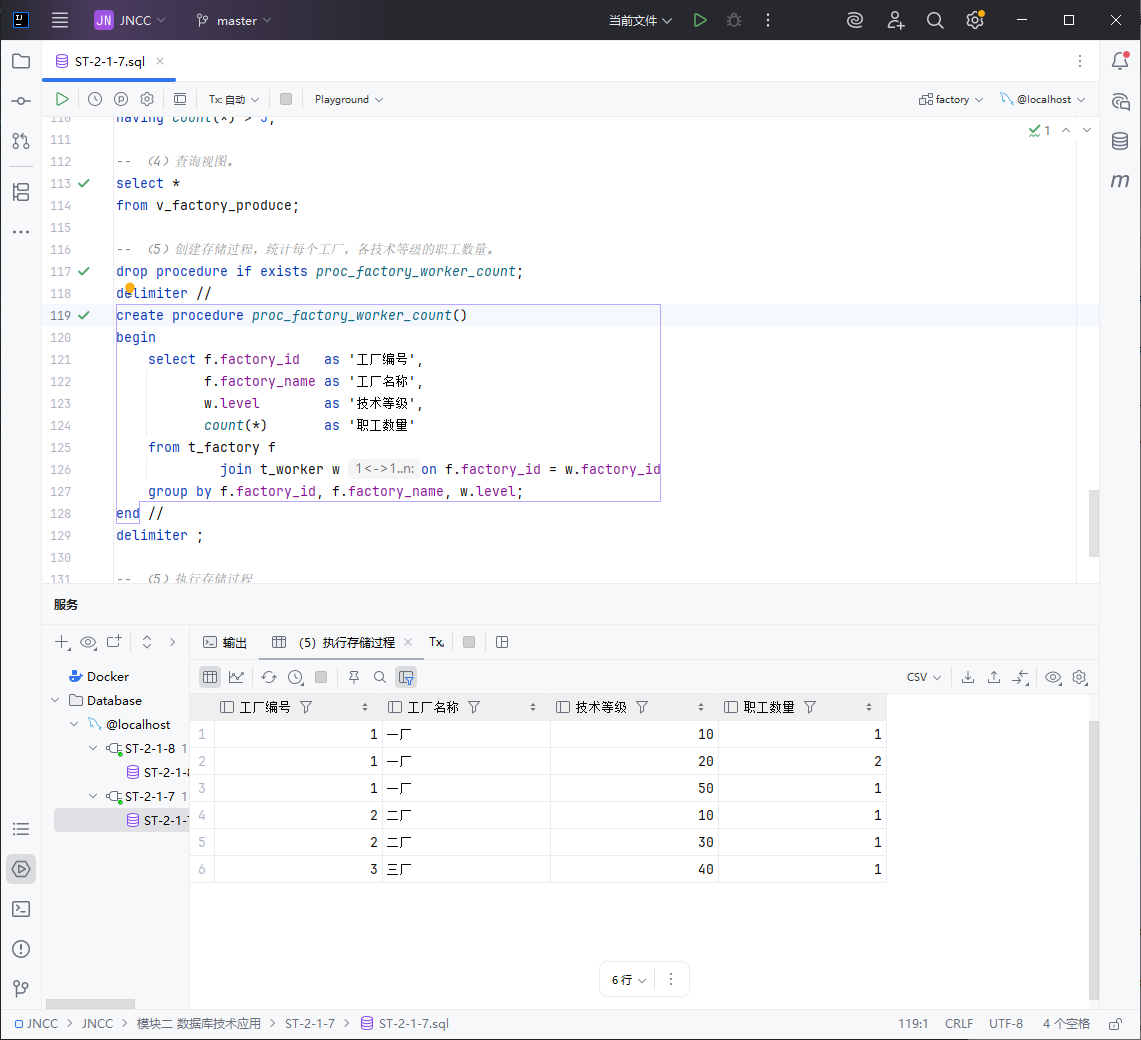 JN JNCC master 当前文件
ST-2-1-7.sql
Tx: 自动 Playground factory @localhost
110 having count(*) > 3;
111
112 -- （4）查询视图。
113 select *
114 from v_factory_produce;
115
116 -- （5）创建存储过程，统计每个工厂，各技术等级的职工数量。
117 drop procedure if exists proc_factory_worker_count;
118 delimiter //
119 create procedure proc_factory_worker_count()
120 begin
121 select f.factory_id as '工厂编号',
122 f.factory_name as '工厂名称',
123 w.level as '技术等级',
124 count(*) as '职工数量'
125 from t_factory f
126 join t_worker w 1<->1..n: on f.factory_id = w.factory_id
127 group by f.factory_id, f.factory_name, w.level;
128 end //
129 delimiter ;
130
131 -- （5）执行存储过程
1
m
服务
输出 （5）执行存储过程 Tx
Docker
Database
@localhost
ST-2-1-8 1
ST-2-1-8
ST-2-1-7 1
ST-2-1-7
CSV
工厂编号 工厂名称 技术等级 职工数量
1 1 一厂 10 1
2 1 一厂 20 2
3 1 一厂 50 1
4 2 二厂 10 1
5 2 二厂 30 1
6 3 三厂 40 1
6 行
JNCC > JNCC > 模块二 数据库技术应用 > ST-2-1-7 > ST-2-1-7.sql 119:1 CRLF UTF-8 4 个空格